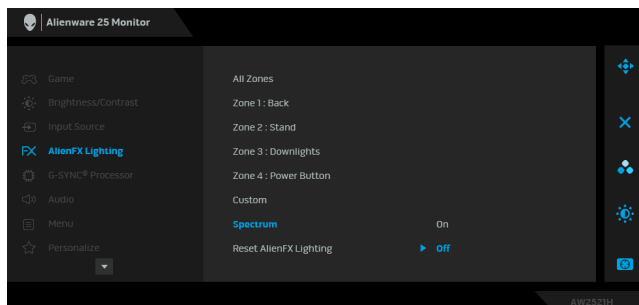 Alienware 25 Monitor
Game
Brightness/Contrast
Input Source
FX AlienFX Lighting
G-SYNC® Processor
Audio
Menu
Personalize
All Zones
Zone 1 : Back
Zone 2 : Stand
Zone 3 : Downlights
Zone 4 : Power Button
Custom
Spectrum On
Reset AlienFX Lighting Off
AW2521H